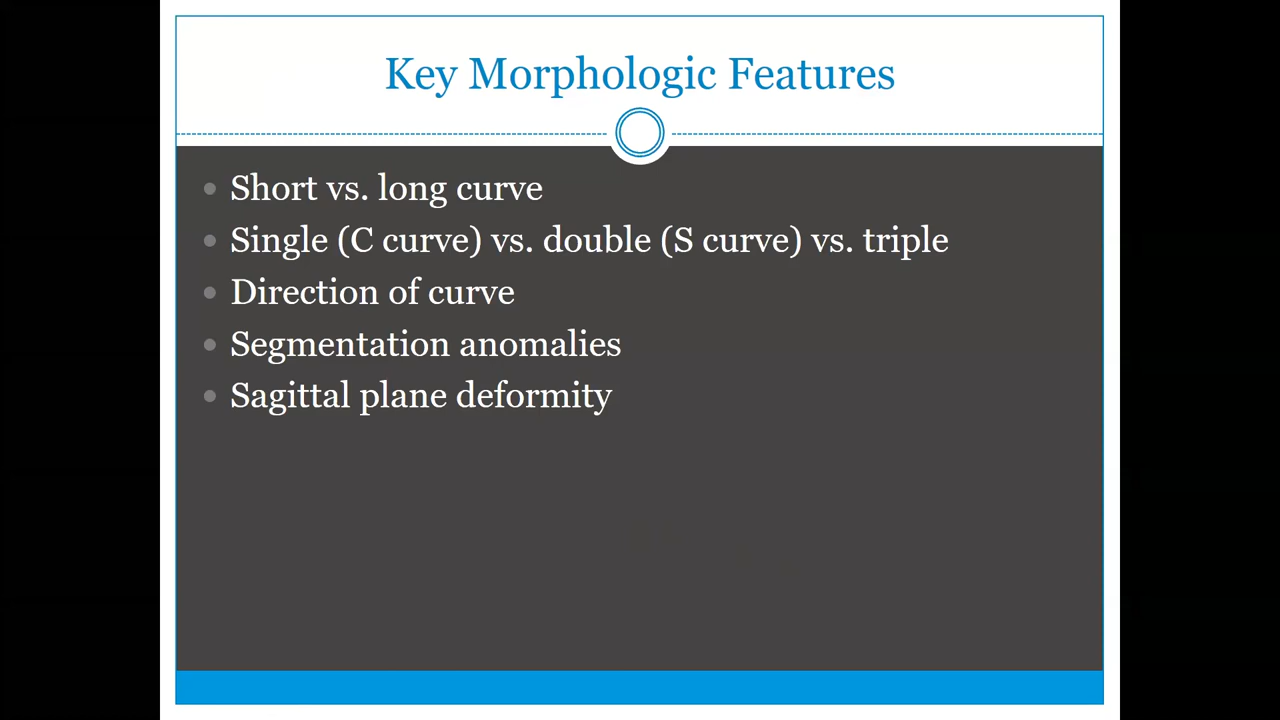 Key Morphologic Features
Short vs. long curve
Single (C curve) vs. double (S curve) vs. triple
Direction of curve
Segmentation anomalies
Sagittal plane deformity